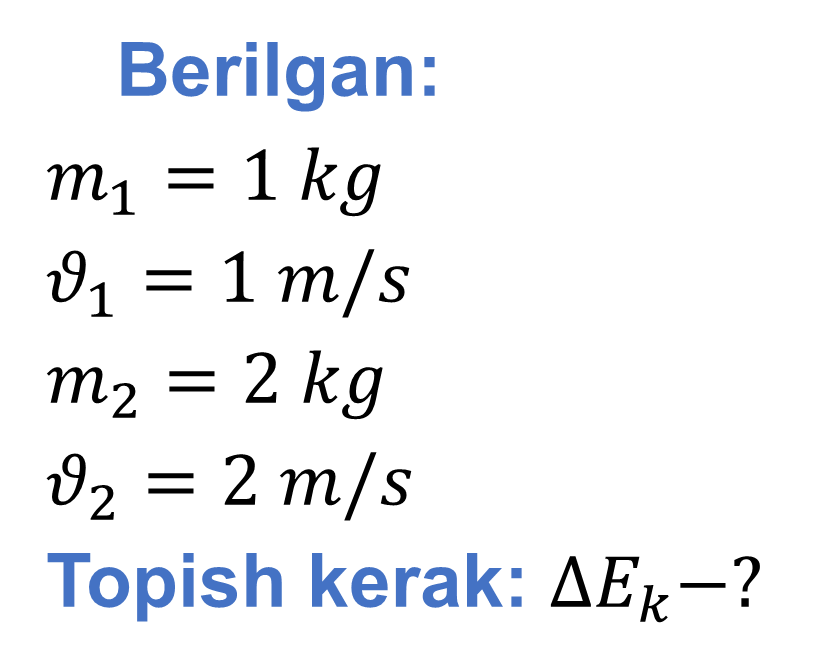 Berilgan:
m₁ = 1 kg
ϑ₁ = 1 m/s
m₂ = 2 kg
ϑ₂ = 2 m/s
Topish kerak: ΔEₖ−?